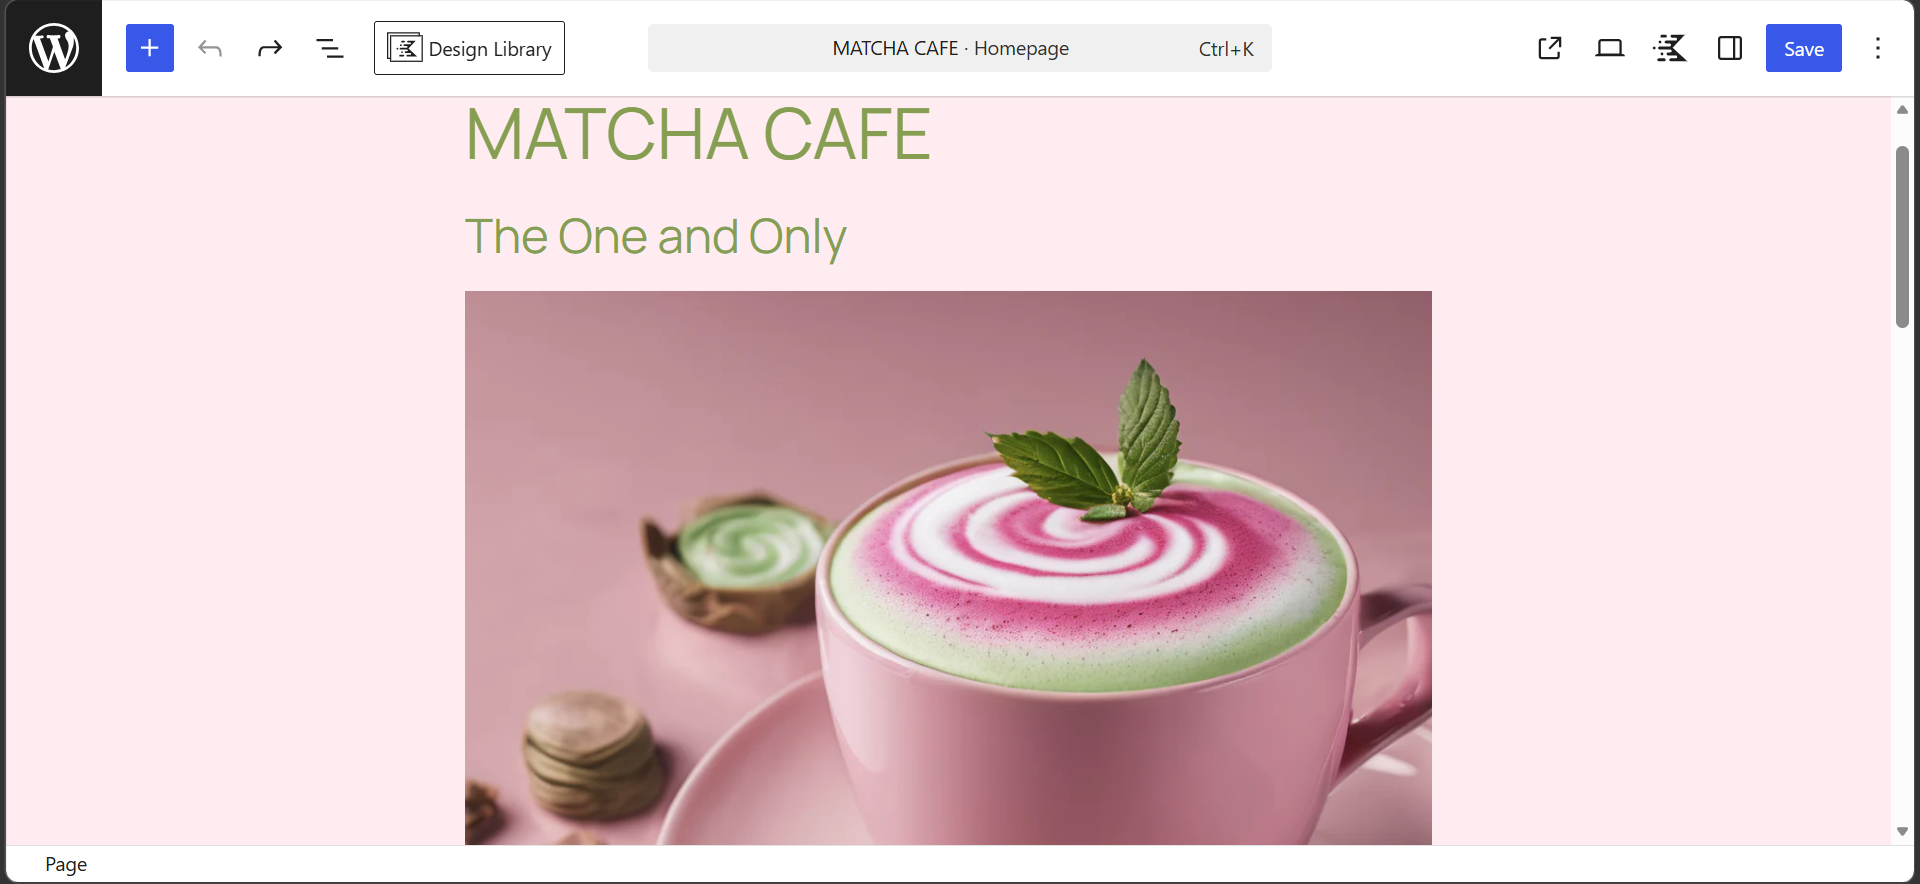 Design Library
MATCHA CAFE · Homepage
Ctrl+K
Save
MATCHA CAFE
The One and Only
Page